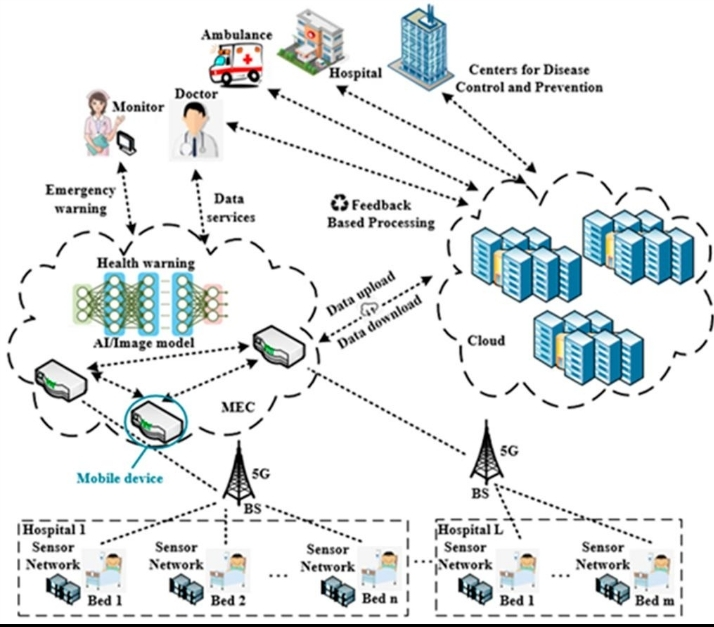 Ambulance
Hospital
Centers for Disease
Control and Prevention
Doctor
Monitor
Emergency
warning
Data
services
Feedback
Based Processing
Health warning
AI/Image model
Data upload
Data download
Cloud
MEC
Mobile device
5G
BS
5G
BS
Hospital 1
Sensor
Network
Bed 1
Sensor
Network
Bed 2
...
Sensor
Network
Bed n
...
Hospital L
Sensor
Network
Bed 1
...
Sensor
Network
Bed m